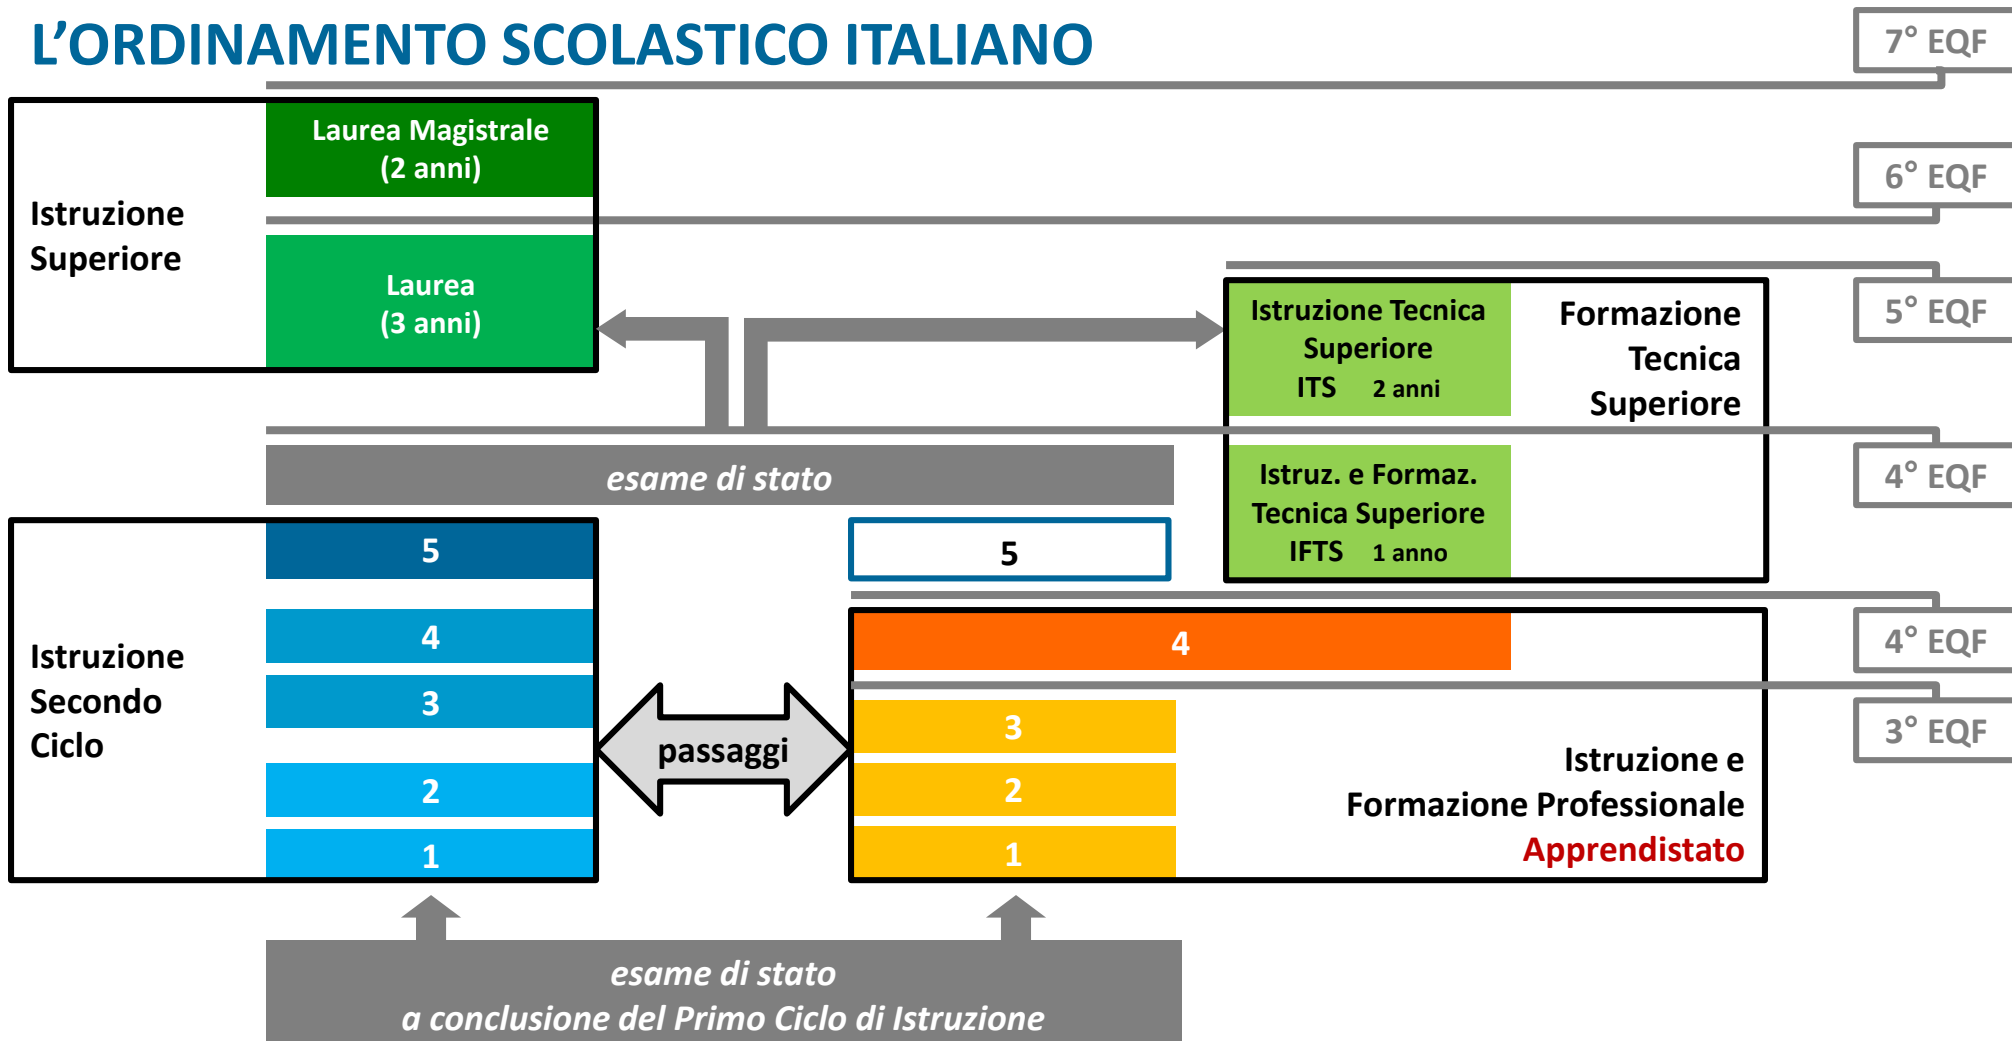 L'ORDINAMENTO SCOLASTICO ITALIANO
7° EQF
Laurea Magistrale
(2 anni)
6° EQF
Istruzione
Superiore
Laurea
(3 anni)
Istruzione Tecnica
Superiore
ITS 2 anni
Formazione
Tecnica
Superiore
5° EQF
esame di stato
Istruz. e Formaz.
Tecnica Superiore
IFTS 1 anno
4° EQF
5
5
Istruzione
Secondo
Ciclo
4
3
2
1
passaggi
4
3
2
1
4° EQF
3° EQF
Istruzione e
Formazione Professionale
Apprendistato
esame di stato
a conclusione del Primo Ciclo di Istruzione